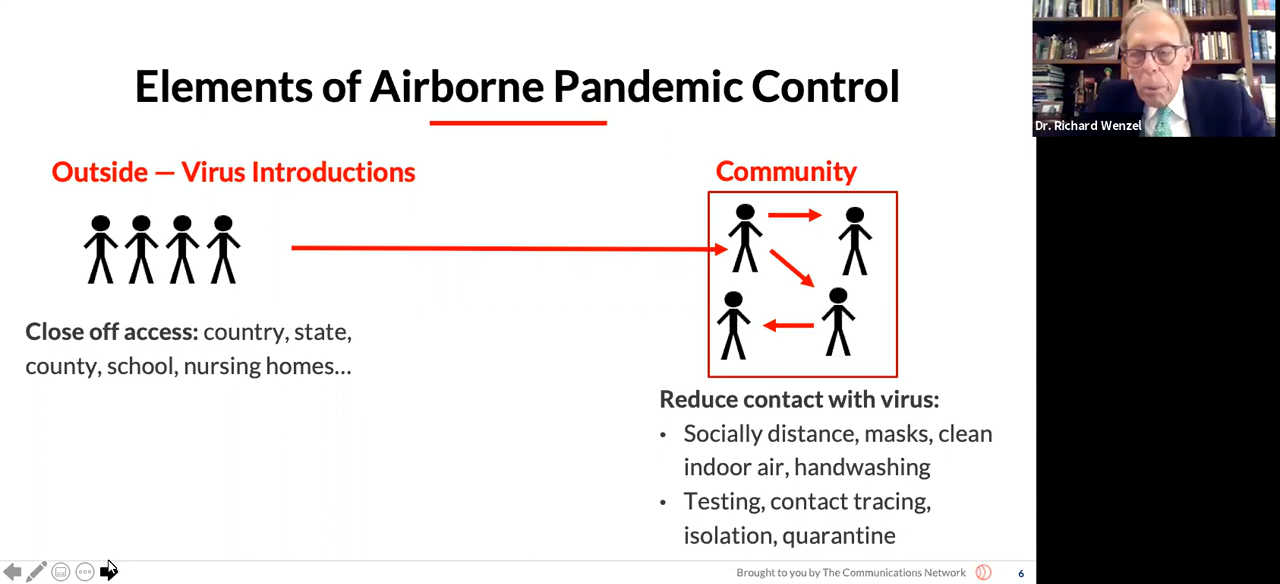 Elements of Airborne Pandemic Control
Outside — Virus Introductions
Close off access: country, state,
county, school, nursing homes...
Community
Reduce contact with virus:
• Socially distance, masks, clean
indoor air, handwashing
• Testing, contact tracing,
isolation, quarantine
Brought to you by The Communications Network
6
Dr. Richard Wenzel